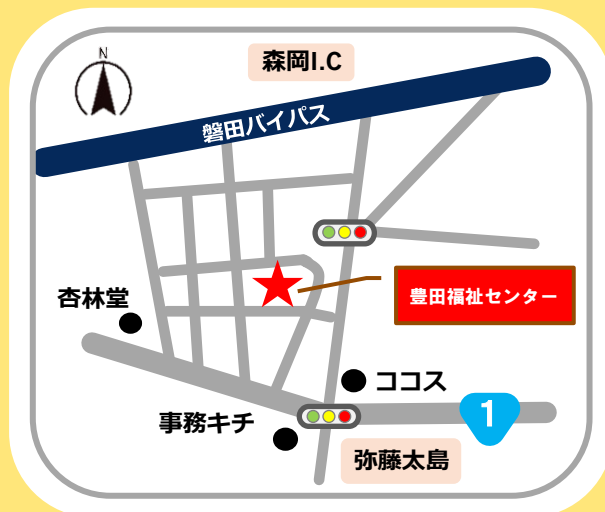 N
森岡I.C
磐田バイパス
杏林堂
豊田福祉センター
ココス
事務キチ
1
弥藤太島